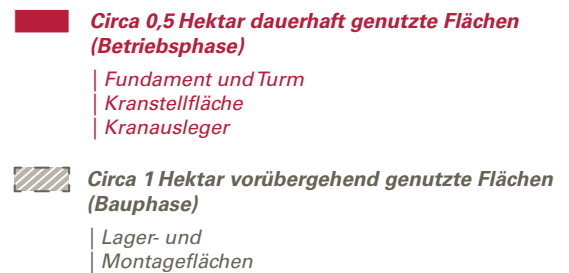 Circa 0,5 Hektar dauerhaft genutzte Flächen
(Betriebsphase)
| Fundament und Turm
| Kranstellfläche
| Kranausleger
Circa 1 Hektar vorübergehend genutzte Flächen
(Bauphase)
| Lager- und
| Montageflächen